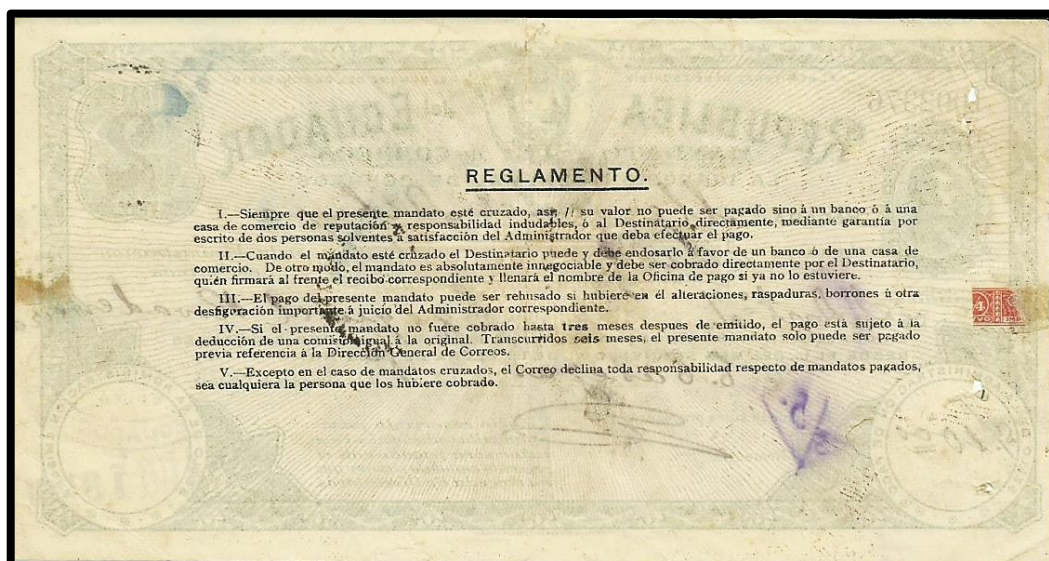 REGLAMENTO.
I.—Siempre que el presente mandato esté cruzado, así // su valor no puede ser pagado sino á un banco ó á una
casa de comercio de reputación y responsabilidad indudables, ó al Destinatario directamente, mediante garantía por
escrito de dos personas solventes á satisfacción del Administrador que deba efectuar el pago.
II.—Cuando el mandato esté cruzado el Destinatario puede y debe endosarlo á favor de un banco ó de una casa de
comercio. De otro modo, el mandato es absolutamente innegociable y debe ser cobrado directamente por el Destinatario,
quién firmará al frente el recibo correspondiente y llenará el nombre de la Oficina de pago si ya no lo estuviere.
III.—El pago del presente mandato puede ser rehusado si hubiere en él alteraciones, raspaduras, borrones ú otra
desfiguración importante á juicio del Administrador correspondiente.
IV.—Si el presente mandato no fuere cobrado hasta tres meses despues de emitido, el pago está sujeto á la
deducción de una comisión igual á la original. Transcurridos seis meses, el presente mandato solo puede ser pagado
previa referencia á la Dirección General de Correos.
V.—Excepto en el caso de mandatos cruzados, el Correo declina toda responsabilidad respecto de mandatos pagados,
sea cualquiera la persona que los hubiere cobrado.